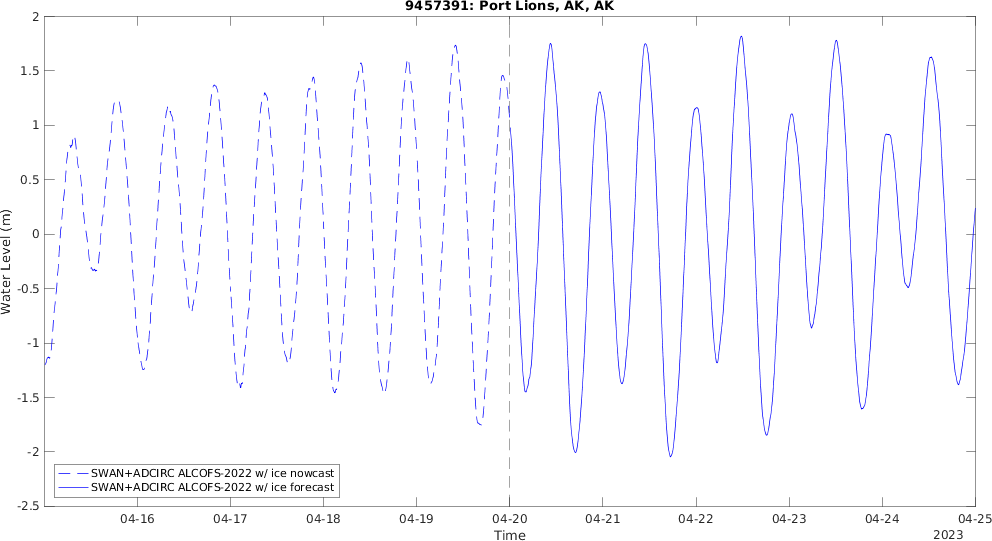 9457391: Port Lions, AK, AK
2
1.5
1
0.5
0
-0.5
-1
-1.5
-2
-2.5
Water Level (m)
SWAN+ADCIRC ALCOFS-2022 w/ ice nowcast
SWAN+ADCIRC ALCOFS-2022 w/ ice forecast
04-16 04-17 04-18 04-19 04-20 04-21 04-22 04-23 04-24 04-25
Time
2023